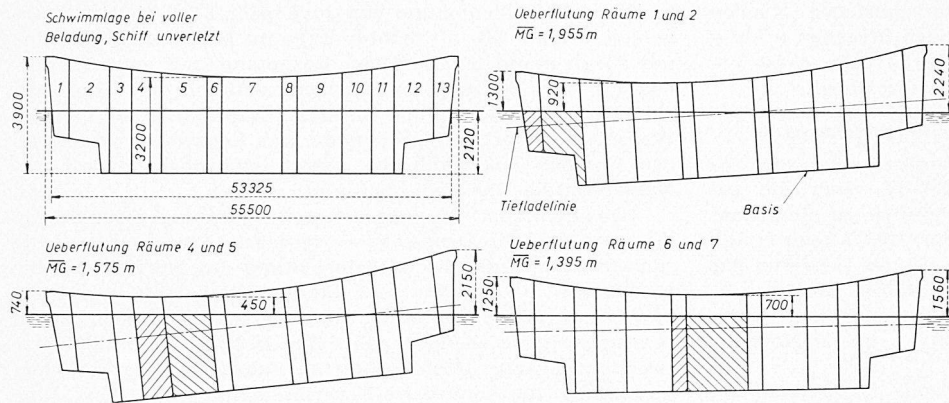 Schwimmlage bei voller
Beladung, Schiff unverletzt
3900
1 2 3 4 5 6 7 8 9 10 11 12 13
3200
2120
53325
55500
Ueberflutung Räume 1 und 2
MG = 1,955 m
1300
920
2240
Tiefladelinie
Basis
Ueberflutung Räume 4 und 5
MG = 1,575 m
740
450
2150
Ueberflutung Räume 6 und 7
MG = 1,395 m
1250
700
1560